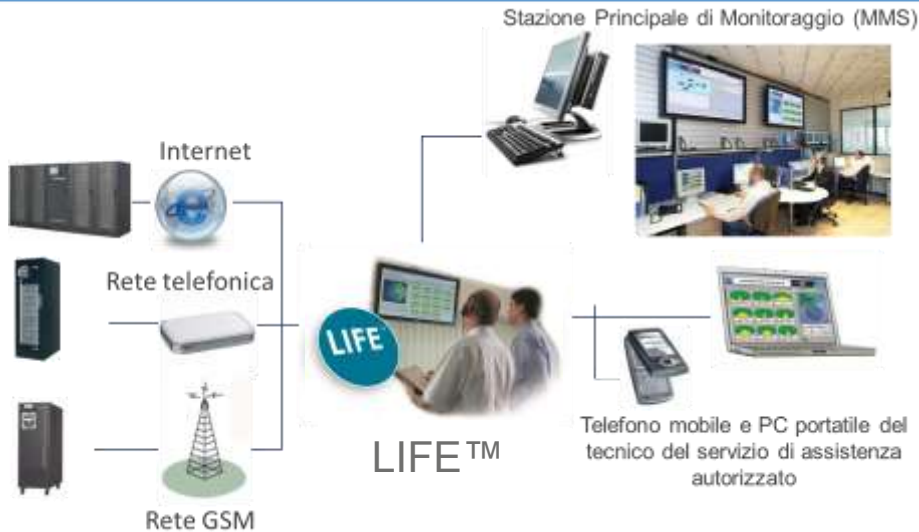 Stazione Principale di Monitoraggio (MMS)
Internet
Rete telefonica
LIFE™
LIFE™
Telefono mobile e PC portatile del
tecnico del servizio di assistenza
autorizzato
Rete GSM